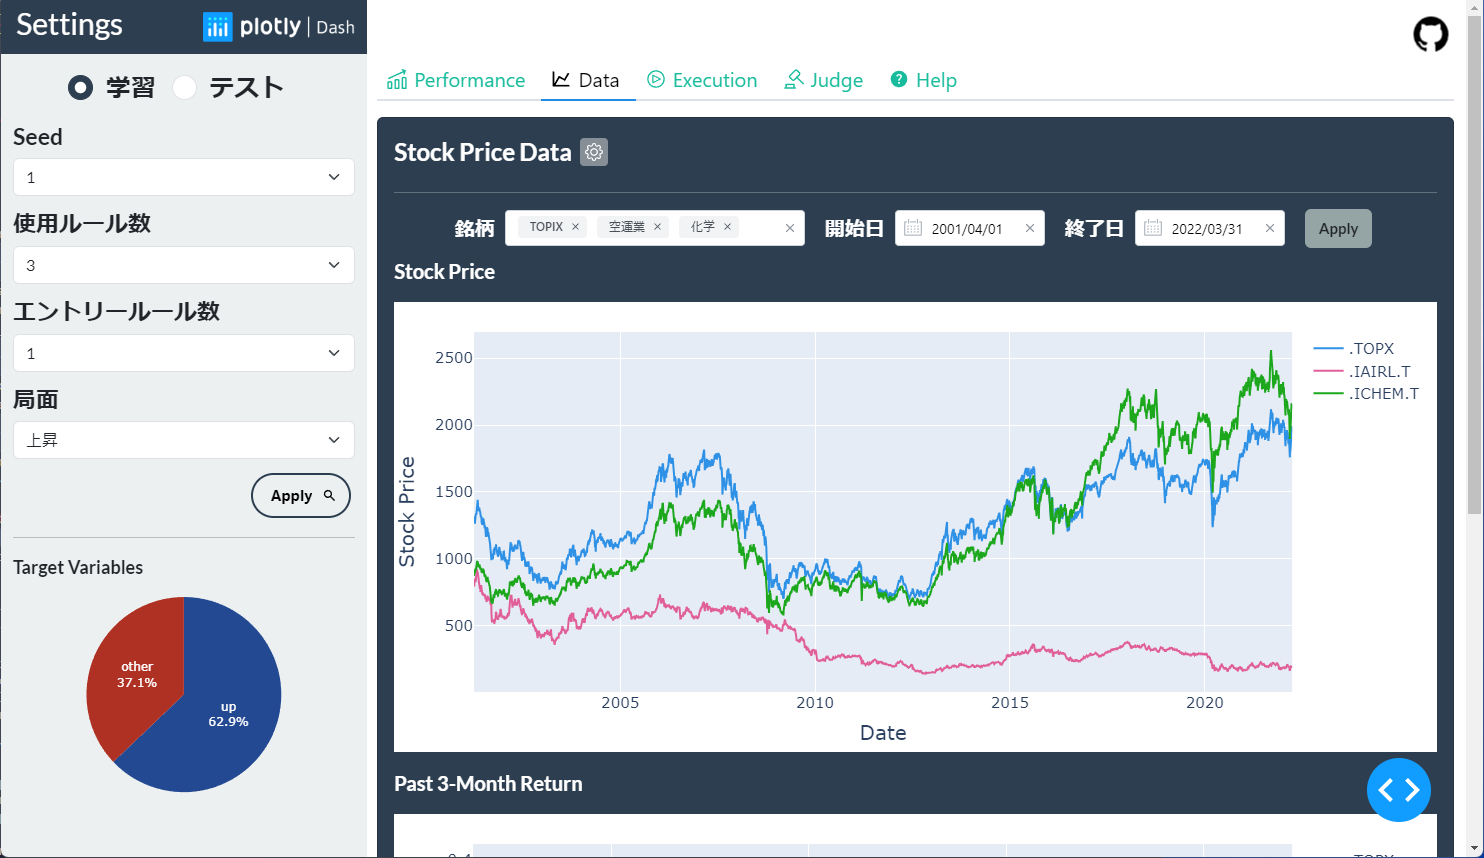 Settings
plotly | Dash
学習 テスト
Seed
1
使用ルール数
3
エントリールール数
1
局面
上昇
Apply
Target Variables
other
37.1%
up
62.9%
Performance Data Execution Judge Help
Stock Price Data
銘柄 TOPIX × 空運業 × 化学 × × 開始日 2001/04/01 × 終了日 2022/03/31 × Apply
Stock Price
2500
2000
1500
1000
500
Stock Price
2005 2010 2015 2020
Date
.TOPX
.IAIRL.T
.ICHEM.T
Past 3-Month Return